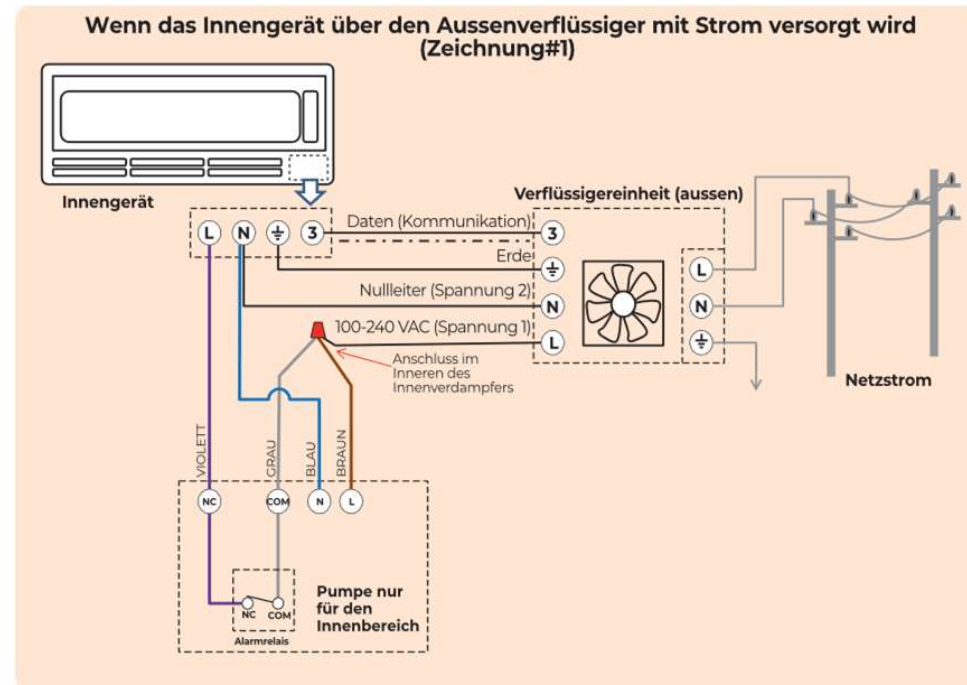 Wenn das Innengerät über den Aussenverflüssiger mit Strom versorgt wird
(Zeichnung#1)
Innengerät
Verflüssigereinheit (aussen)
L
N
3
Daten (Kommunikation)
3
Erde
L
Nullleiter (Spannung 2)
N
N
100-240 VAC (Spannung 1)
L
Anschluss im
Inneren des
Innenverdampfers
Netzstrom
VIOLETT
GRAU
BLAU
BRAUN
NC
COM
N
L
NC
COM
Alarmrelais
Pumpe nur
für den
Innenbereich